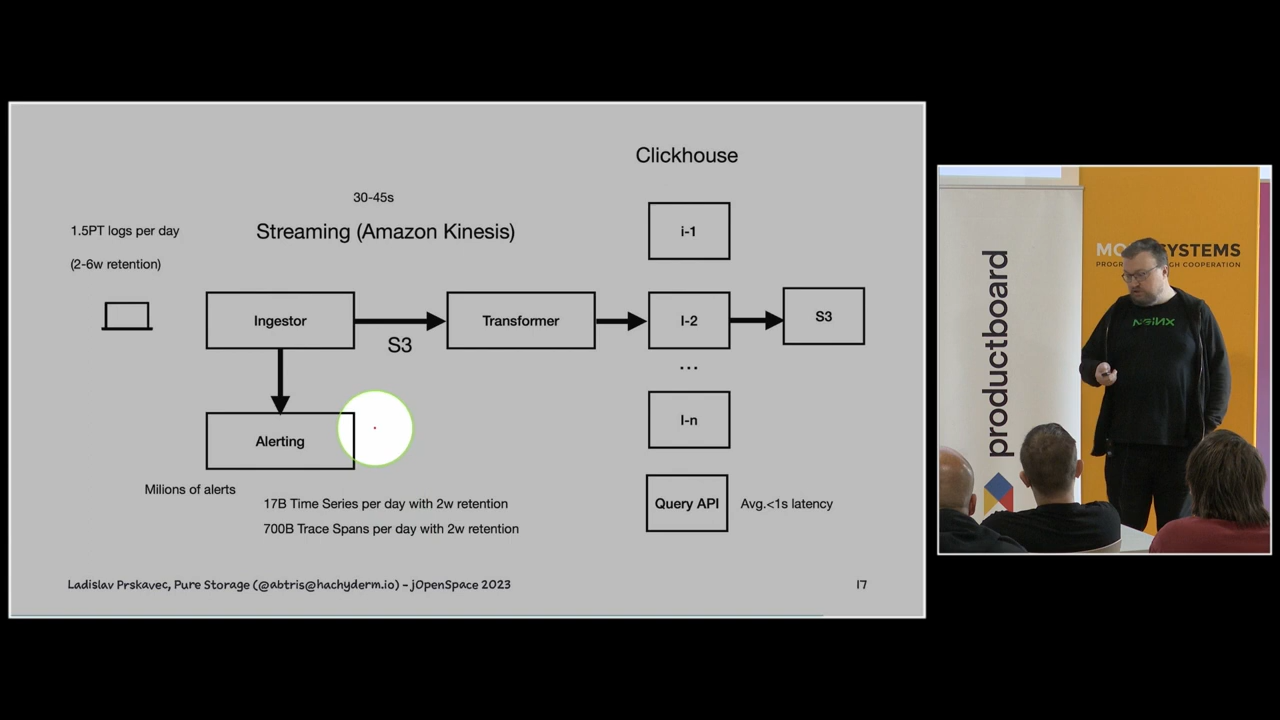 Clickhouse
30-45s
1.5PT logs per day
Streaming (Amazon Kinesis)
(2-6w retention)
i-1
Ingestor
Transformer
I-2
S3
S3
...
I-n
Alerting
Milions of alerts
17B Time Series per day with 2w retention
700B Trace Spans per day with 2w retention
Query API
Avg.<1s latency
Ladislav Prskavec, Pure Storage (@abtris@hachyderm.io) - jOpenSpace 2023
17
productboard
NGiNX